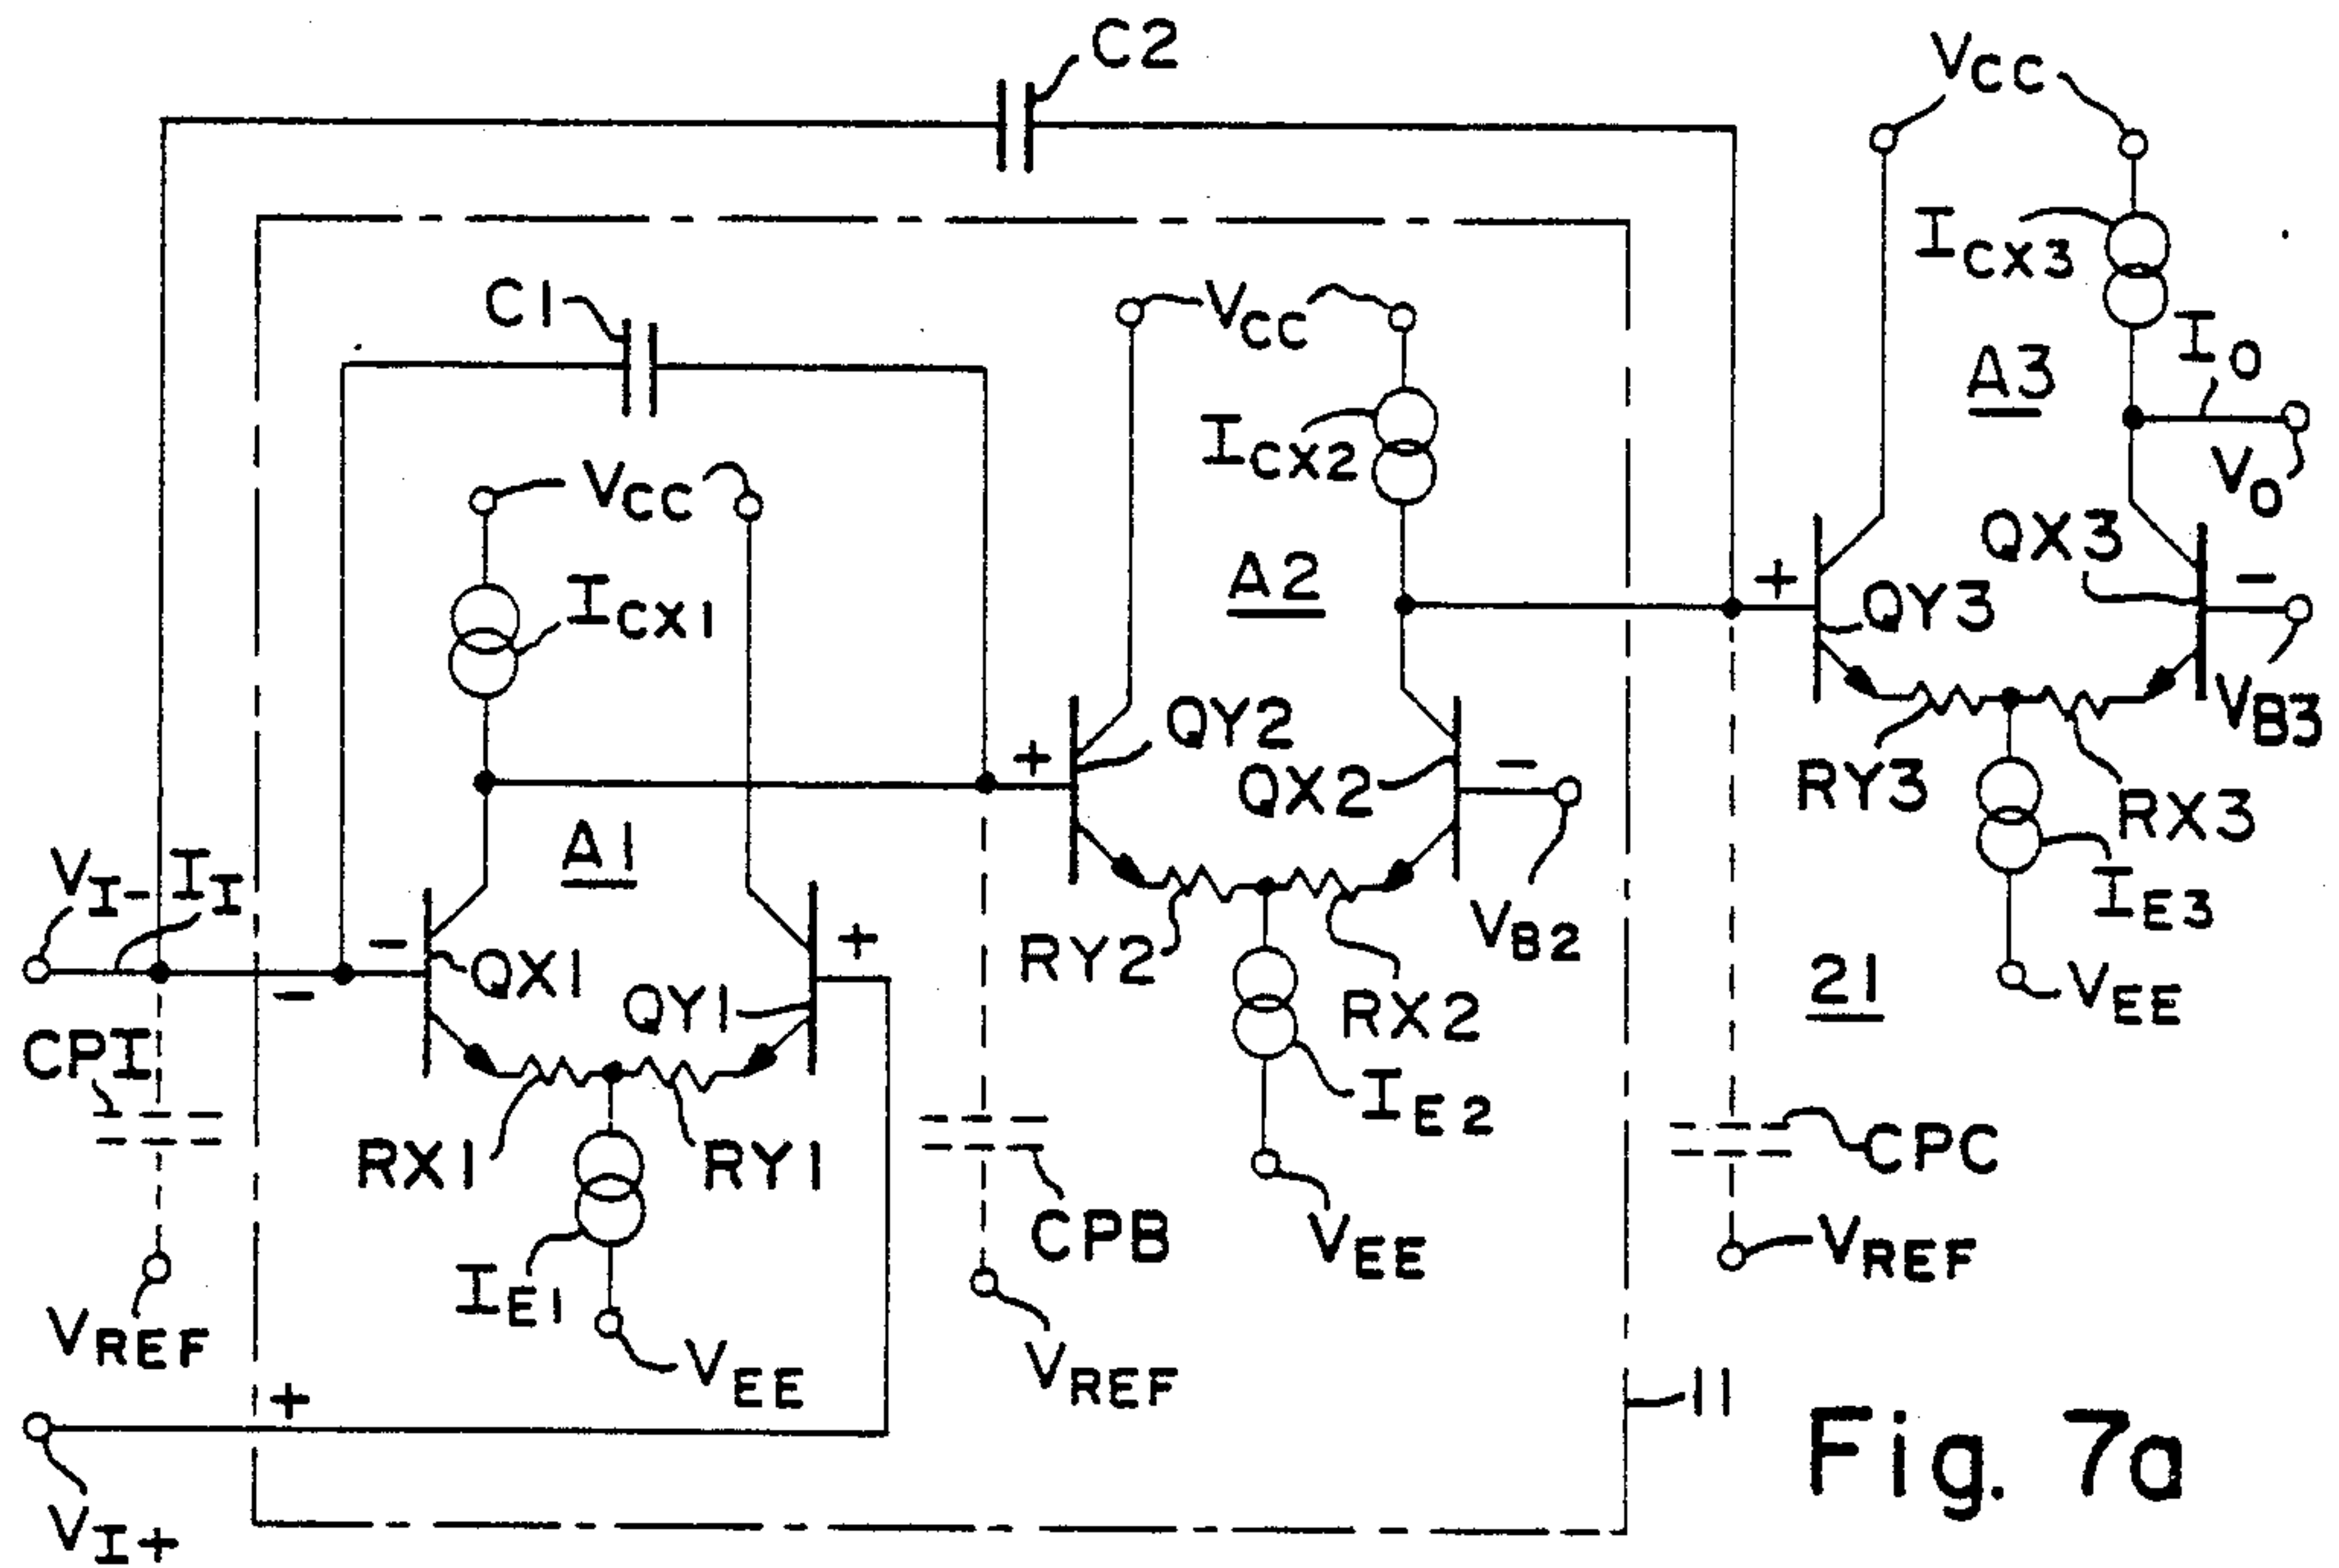 C2
VCC
ICX3
IO
A3
VO
C1
VCC
ICX2
A2
QX3
QY3
VCC
ICX1
+
-
VB3
QY2
QX2
+
-
RY3
RX3
A1
VI-
II
IE3
VB2
-
QX1
+
QY1
RY2
RX2
21
VEE
-
CPI
IE2
CPC
RX1
RY1
CPB
VEE
VREF
IE1
VREF
VEE
VREF
+
11
VI+
Fig. 7a